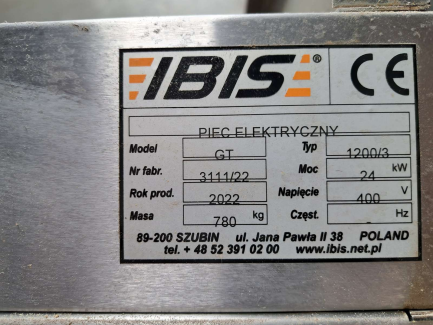 IBIS ® CE
PIEC ELEKTRYCZNY
Model GT Typ 1200/3
Nr fabr. 3111/22 Moc 24 kW
Rok prod. 2022 Napięcie 400 V
Masa 780 kg Częst. Hz
89-200 SZUBIN ul. Jana Pawła II 38 POLAND
tel. + 48 52 391 02 00 www.ibis.net.pl